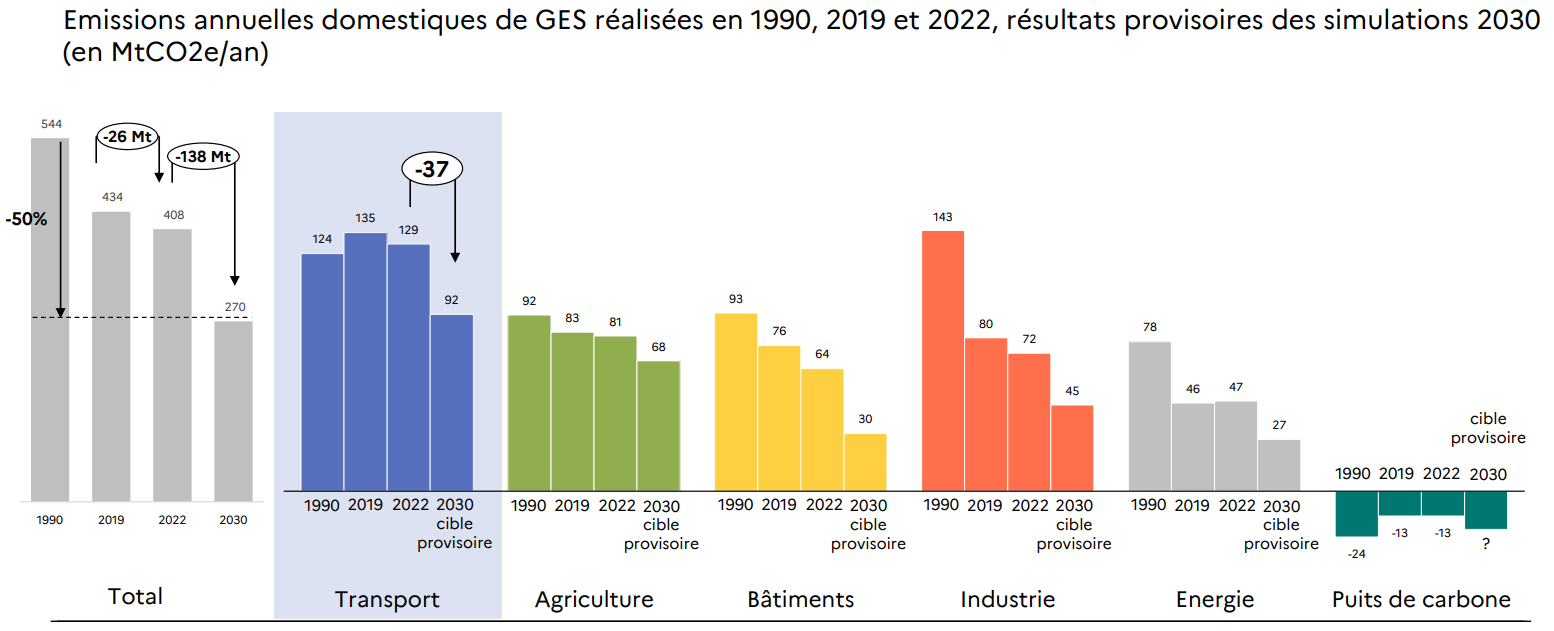 Emissions annuelles domestiques de GES réalisées en 1990, 2019 et 2022, résultats provisoires des simulations 2030
(en MtCO2e/an)
544
-26 Mt
-138 Mt
434
408
-50%
270
1990
2019
2022
2030
Total
-37
124
135
129
92
1990
2019
2022
2030
cible
provisoire
Transport
92
83
81
68
1990
2019
2022
2030
cible
provisoire
Agriculture
93
76
64
30
1990
2019
2022
2030
cible
provisoire
Bâtiments
143
80
72
45
1990
2019
2022
2030
cible
provisoire
Industrie
78
46
47
27
1990
2019
2022
2030
cible
provisoire
Energie
cible
provisoire
1990
2019
2022
2030
-24
-13
-13
?
Puits de carbone